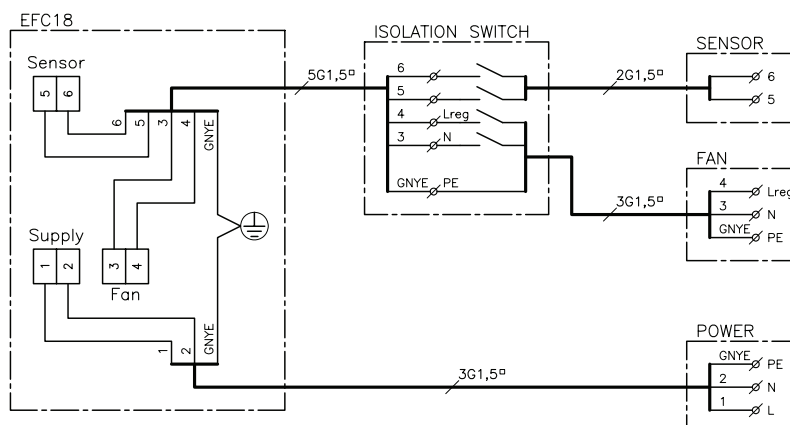 EFC18
Sensor
5 6
6 5 3 4 GNYE
Supply
1 2
3 4
Fan
1 2 GNYE
5G1,5¤
ISOLATION SWITCH
6
5
4 Lreg
3 N
GNYE PE
2G1,5¤
SENSOR
6
5
3G1,5¤
FAN
4 Lreg
3 N
GNYE PE
3G1,5¤
POWER
GNYE PE
2 N
1 L